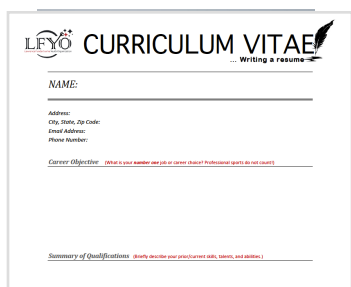 LFYO CURRICULUM VITAE
... Writing a resume
NAME:
Address:
City, State, Zip Code:
Email Address:
Phone Number:
Career Objective (What is your number one job or career choice? Professional sports do not count!)
Summary of Qualifications (Briefly describe your prior/current skills, talents, and abilities.)